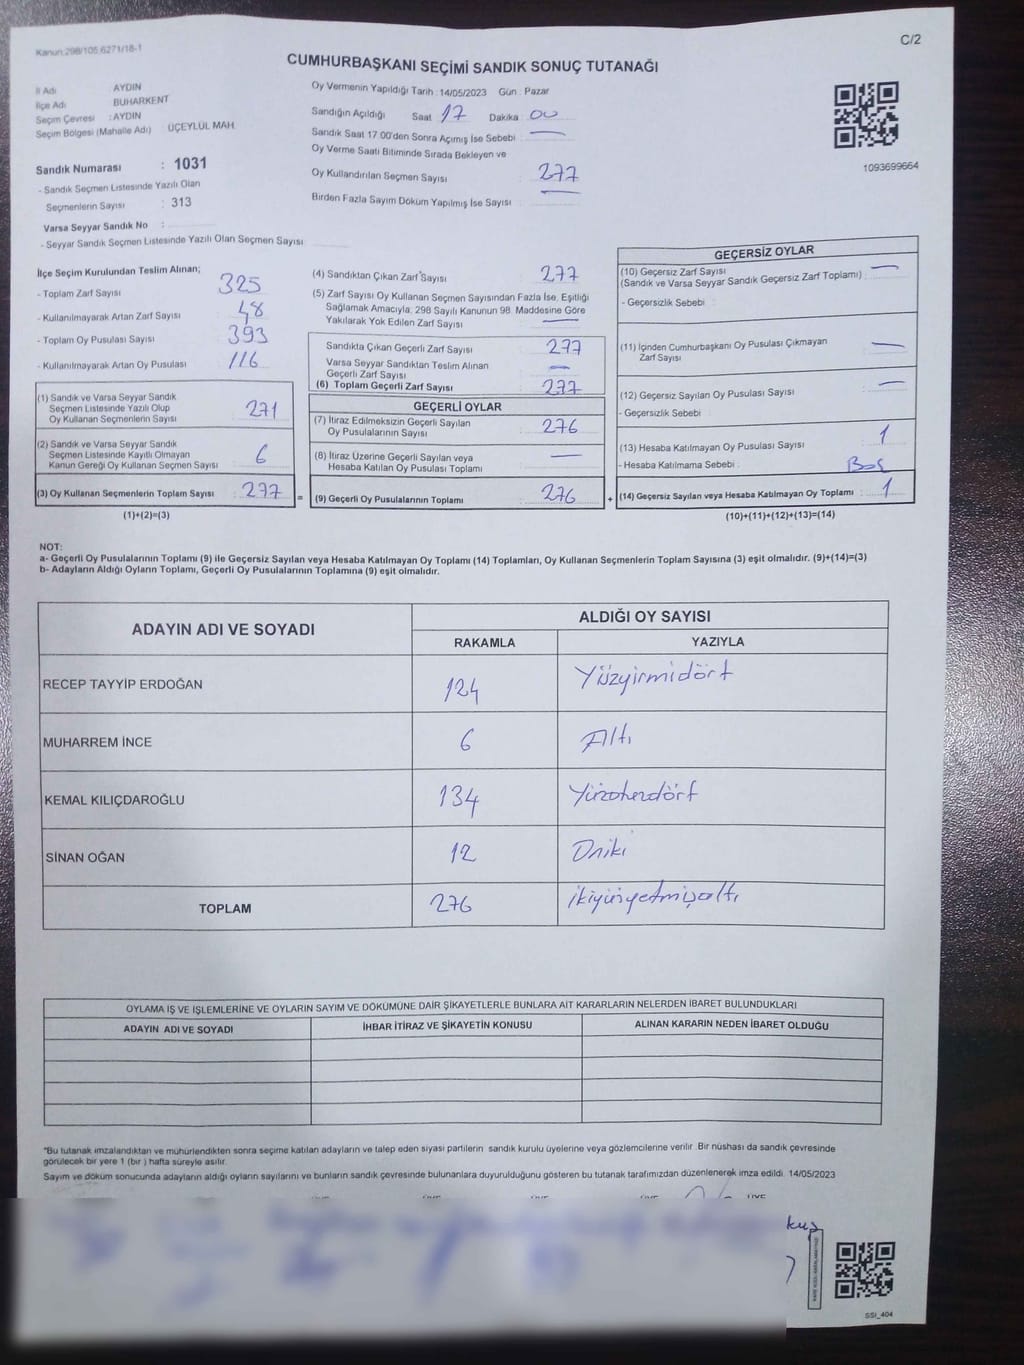 Kanun:298/105.6271/18-1
C/2
CUMHURBAŞKANI SEÇİMİ SANDIK SONUÇ TUTANAĞI
İl Adı AYDIN
İlçe Adı BUHARKENT
Seçim Çevresi : AYDIN
Seçim Bölgesi (Mahalle Adı) ÜÇEYLÜL MAH.
Sandık Numarası : 1031
- Sandık Seçmen Listesinde Yazılı Olan
Seçmenlerin Sayısı : 313
Varsa Seyyar Sandık No :
- Seyyar Sandık Seçmen Listesinde Yazılı Olan Seçmen Sayısı
Oy Vermenin Yapıldığı Tarih : 14/05/2023 Gün : Pazar
Sandığın Açıldığı Saat 17 Dakika : 00
Sandık Saat 17.00'den Sonra Açımış İse Sebebi : —
Oy Verme Saati Bitiminde Sırada Bekleyen ve
Oy Kullandırılan Seçmen Sayısı 277
Birden Fazla Sayım Döküm Yapılmış İse Sayısı —
1093699664
İlçe Seçim Kurulundan Teslim Alınan;
- Toplam Zarf Sayısı 325
- Kullanılmayarak Artan Zarf Sayısı : 48
- Toplam Oy Pusulası Sayısı 393
- Kullanılmayarak Artan Oy Pusulası : 116
(1) Sandık ve Varsa Seyyar Sandık
Seçmen Listesinde Yazılı Olup
Oy Kullanan Seçmenlerin Sayısı 271
(2) Sandık ve Varsa Seyyar Sandık
Seçmen Listesinde Kayıtlı Olmayan
Kanun Gereği Oy Kullanan Seçmen Sayısı 6
(3) Oy Kullanan Seçmenlerin Toplam Sayısı : 277 =
(1)+(2)=(3)
(4) Sandıktan Çıkan Zarf Sayısı 277
(5) Zarf Sayısı Oy Kullanan Seçmen Sayısından Fazla İse, Eşitliği
Sağlamak Amacıyla, 298 Sayılı Kanunun 98. Maddesine Göre
Yakılarak Yok Edilen Zarf Sayısı —
Sandıkta Çıkan Geçerli Zarf Sayısı 277
Varsa Seyyar Sandıktan Teslim Alınan
Geçerli Zarf Sayısı —
(6) Toplam Geçerli Zarf Sayısı : 277
GEÇERLİ OYLAR
(7) İtiraz Edilmeksizin Geçerli Sayılan
Oy Pusulalarının Sayısı 276
(8) İtiraz Üzerine Geçerli Sayılan veya
Hesaba Katılan Oy Pusulası Toplamı —
(9) Geçerli Oy Pusulalarının Toplamı 276 +
GEÇERSİZ OYLAR
(10) Geçersiz Zarf Sayısı —
(Sandık ve Varsa Seyyar Sandık Geçersiz Zarf Toplamı)
- Geçersizlik Sebebi :
(11) İçinden Cumhurbaşkanı Oy Pusulası Çıkmayan
Zarf Sayısı —
(12) Geçersiz Sayılan Oy Pusulası Sayısı —
- Geçersizlik Sebebi
(13) Hesaba Katılmayan Oy Pusulası Sayısı 1
- Hesaba Katılmama Sebebi : Boş
(14) Geçersiz Sayılan veya Hesaba Katılmayan Oy Toplamı : 1
(10)+(11)+(12)+(13)=(14)
NOT:
a- Geçerli Oy Pusulalarının Toplamı (9) ile Geçersiz Sayılan veya Hesaba Katılmayan Oy Toplamı (14) Toplamları, Oy Kullanan Seçmenlerin Toplam Sayısına (3) eşit olmalıdır. (9)+(14)=(3)
b- Adayların Aldığı Oyların Toplamı, Geçerli Oy Pusulalarının Toplamına (9) eşit olmalıdır.
ADAYIN ADI VE SOYADI ALDIĞI OY SAYISI
RAKAMLA YAZIYLA
RECEP TAYYİP ERDOĞAN 124 Yüzyirmidört
MUHARREM İNCE 6 Altı
KEMAL KILIÇDAROĞLU 134 Yüzotuzdört
SİNAN OĞAN 12 Oniki
TOPLAM 276 İkiyüzyetmişaltı
OYLAMA İŞ VE İŞLEMLERİNE VE OYLARIN SAYIM VE DÖKÜMÜNE DAİR ŞİKAYETLERLE BUNLARA AİT KARARLARIN NELERDEN İBARET BULUNDUKLARI
ADAYIN ADI VE SOYADI İHBAR İTİRAZ VE ŞİKAYETİN KONUSU ALINAN KARARIN NEDEN İBARET OLDUĞU
*Bu tutanak imzalandıktan ve mühürlendikten sonra seçime katılan adayların ve talep eden siyasi partilerin sandık kurulu üyelerine veya gözlemcilerine verilir. Bir nüshası da sandık çevresinde
görülecek bir yere 1 (bir) hafta süreyle asılır.
Sayım ve döküm sonucunda adayların aldığı oyların sayılarını ve bunların sandık çevresinde bulunanlara duyurulduğunu gösteren bu tutanak tarafımızdan düzenlenerek imza edildi. 14/05/2023
kuş
SSI_404